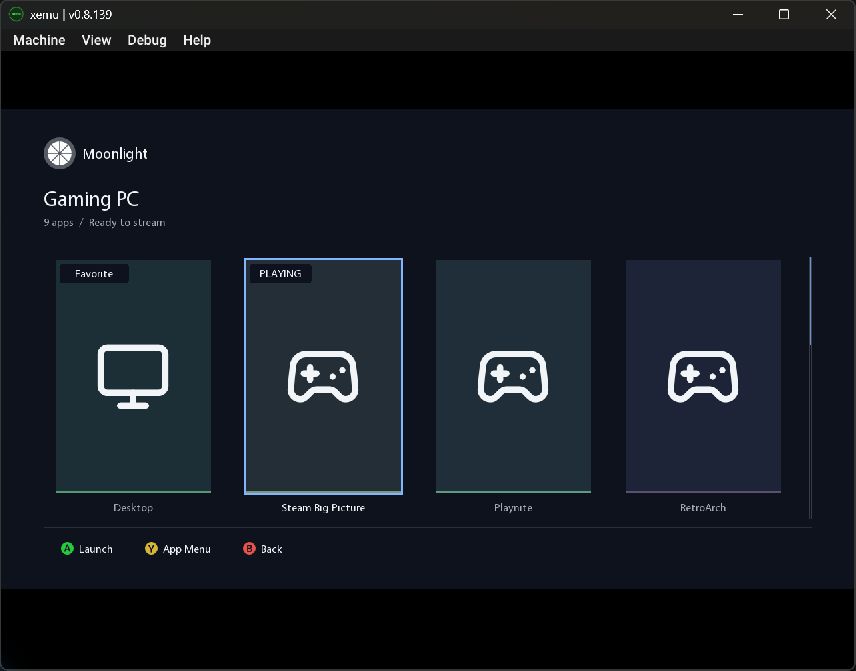 xemu | v0.8.139
Machine View Debug Help
Moonlight
Gaming PC
9 apps / Ready to stream
Favorite
PLAYING
Desktop
Steam Big Picture
Playnite
RetroArch
A Launch
Y App Menu
B Back